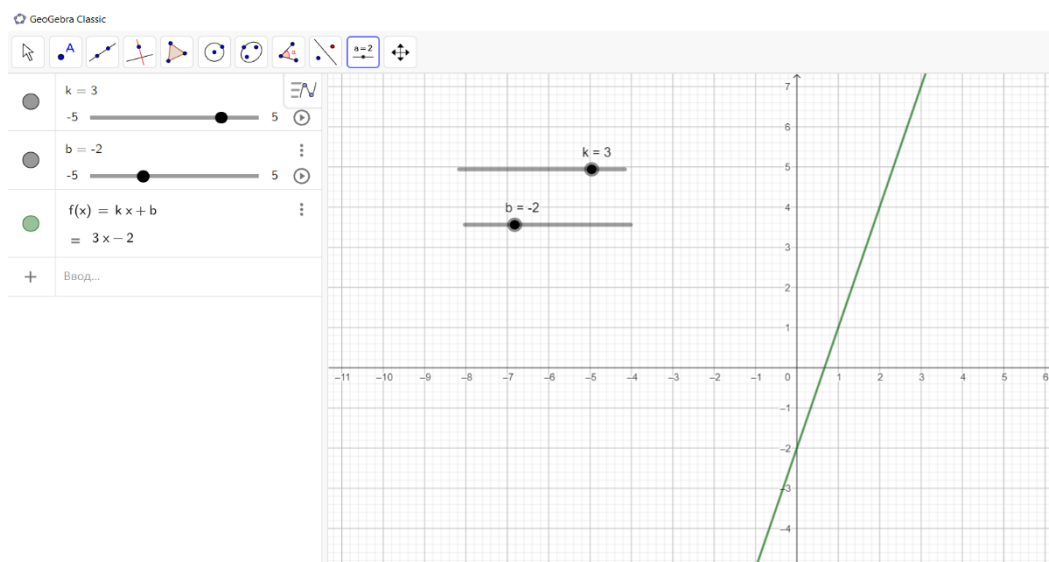 GeoGebra Classic
A
α
a=2
k = 3
-5
5
b = -2
-5
5
f(x) = k x + b
= 3 x − 2
+
Ввод...
k = 3
b = -2
7
6
5
4
3
2
1
–11 –10 –9 –8 –7 –6 –5 –4 –3 –2 –1 0 1 2 3 4 5 6
–1
–2
–3
–4